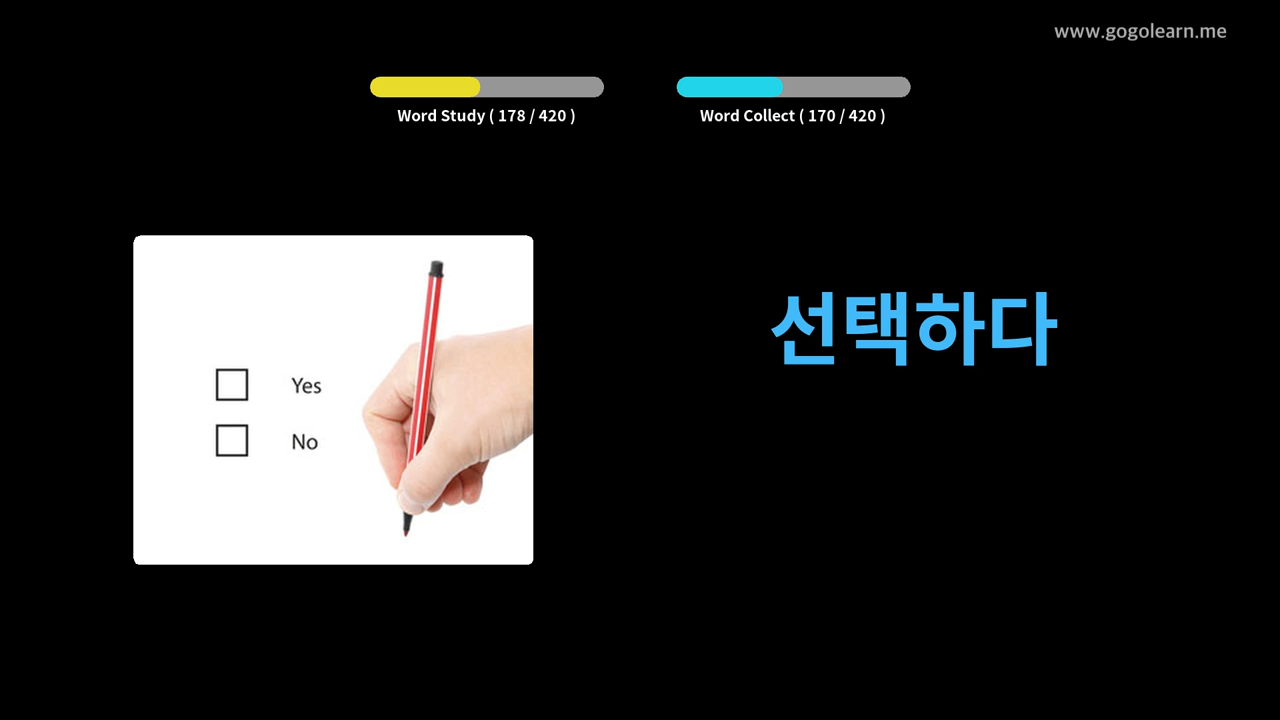 www.gogolearn.me
Word Study ( 178 / 420 )
Word Collect ( 170 / 420 )
선택하다
Yes
No